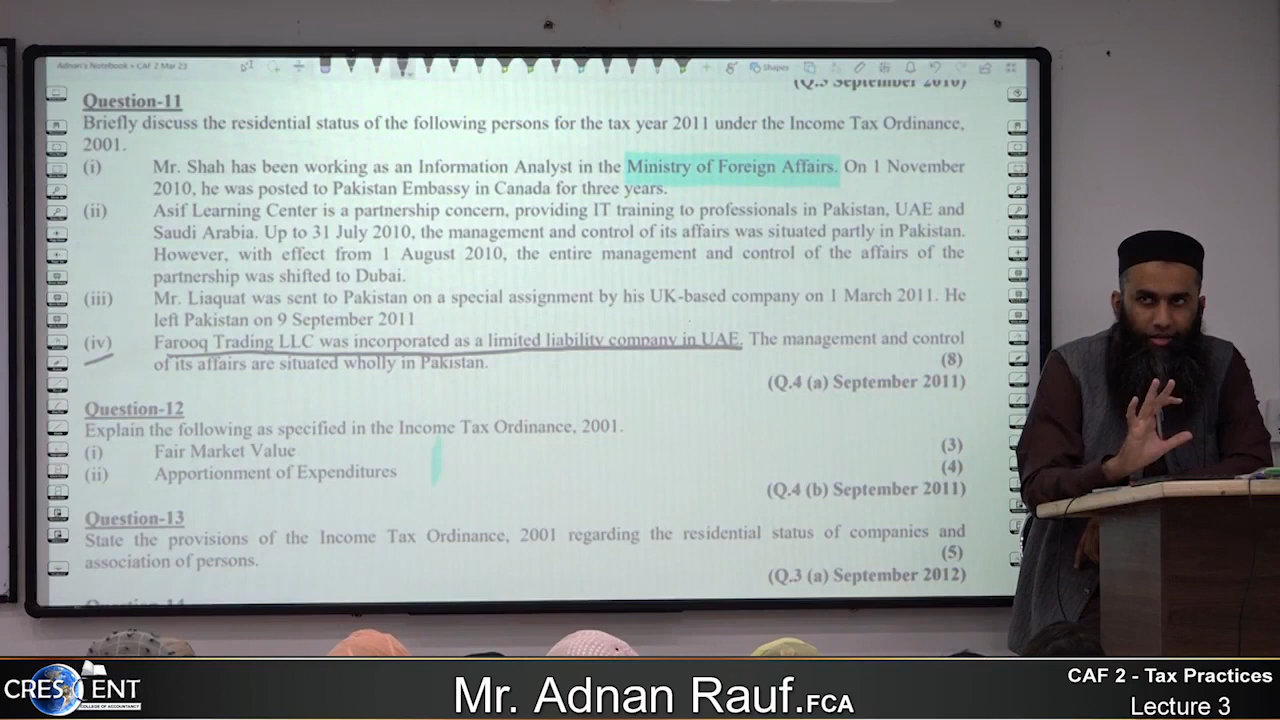 Adnan's Notebook • CAF 2 Mar 23
Shapes
(Q.3 September 2010)
Question-11
Briefly discuss the residential status of the following persons for the tax year 2011 under the Income Tax Ordinance,
2001.
(i) Mr. Shah has been working as an Information Analyst in the Ministry of Foreign Affairs. On 1 November
2010, he was posted to Pakistan Embassy in Canada for three years.
(ii) Asif Learning Center is a partnership concern, providing IT training to professionals in Pakistan, UAE and
Saudi Arabia. Up to 31 July 2010, the management and control of its affairs was situated partly in Pakistan.
However, with effect from 1 August 2010, the entire management and control of the affairs of the
partnership was shifted to Dubai.
(iii) Mr. Liaquat was sent to Pakistan on a special assignment by his UK-based company on 1 March 2011. He
left Pakistan on 9 September 2011
(iv) Farooq Trading LLC was incorporated as a limited liability company in UAE. The management and control
of its affairs are situated wholly in Pakistan. (8)
(Q.4 (a) September 2011)
Question-12
Explain the following as specified in the Income Tax Ordinance, 2001.
(i) Fair Market Value (3)
(ii) Apportionment of Expenditures (4)
(Q.4 (b) September 2011)
Question-13
State the provisions of the Income Tax Ordinance, 2001 regarding the residential status of companies and
association of persons. (5)
(Q.3 (a) September 2012)
CRESCENT
COLLEGE OF ACCOUNTANCY
Mr. Adnan Rauf.FCA
CAF 2 - Tax Practices
Lecture 3